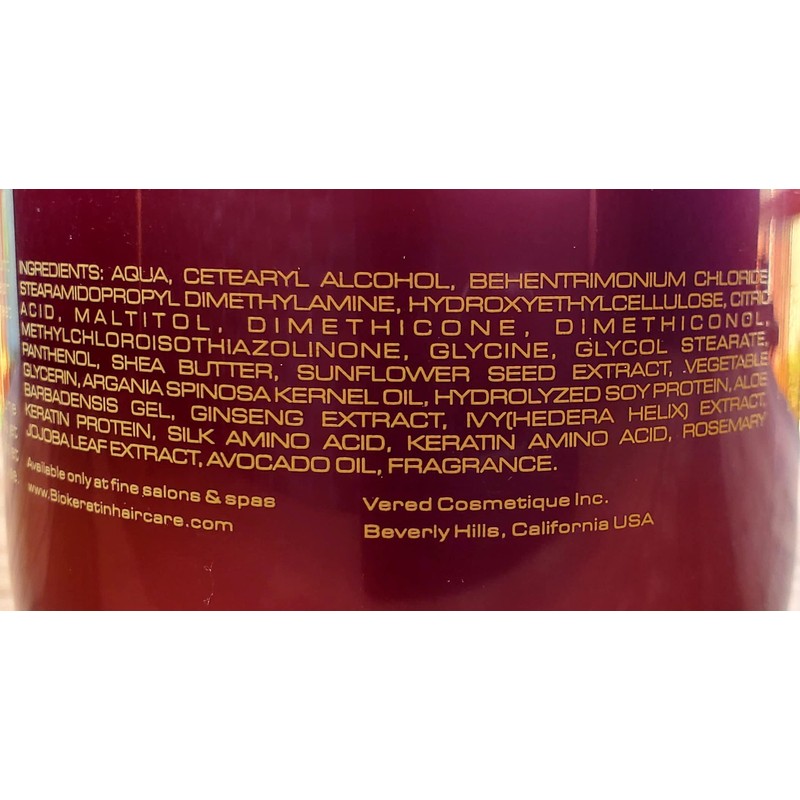 INGREDIENTS: AQUA, CETEARYL ALCOHOL, BEHENTRIMONIUM CHLORIDE
STEARAMIDOPROPYL DIMETHYLAMINE, HYDROXYETHYLCELLULOSE, CITRIC
ACID, MALTITOL, DIMETHICONE, DIMETHICONOL,
METHYLCHLOROISOTHIAZOLINONE, GLYCINE, GLYCOL STEARATE,
PANTHENOL, SHEA BUTTER, SUNFLOWER SEED EXTRACT, VEGETABLE
GLYCERIN, ARGANIA SPINOSA KERNEL OIL, HYDROLYZED SOY PROTEIN, ALOE
BARBADENSIS GEL, GINSENG EXTRACT, IVY(HEDERA HELIX) EXTRACT,
KERATIN PROTEIN, SILK AMINO ACID, KERATIN AMINO ACID, ROSEMARY
JOJOBA LEAF EXTRACT, AVOCADO OIL, FRAGRANCE.
Available only at fine salons & spas
www.Biokeratinhaircare.com
Vered Cosmetique Inc.
Beverly Hills, California USA